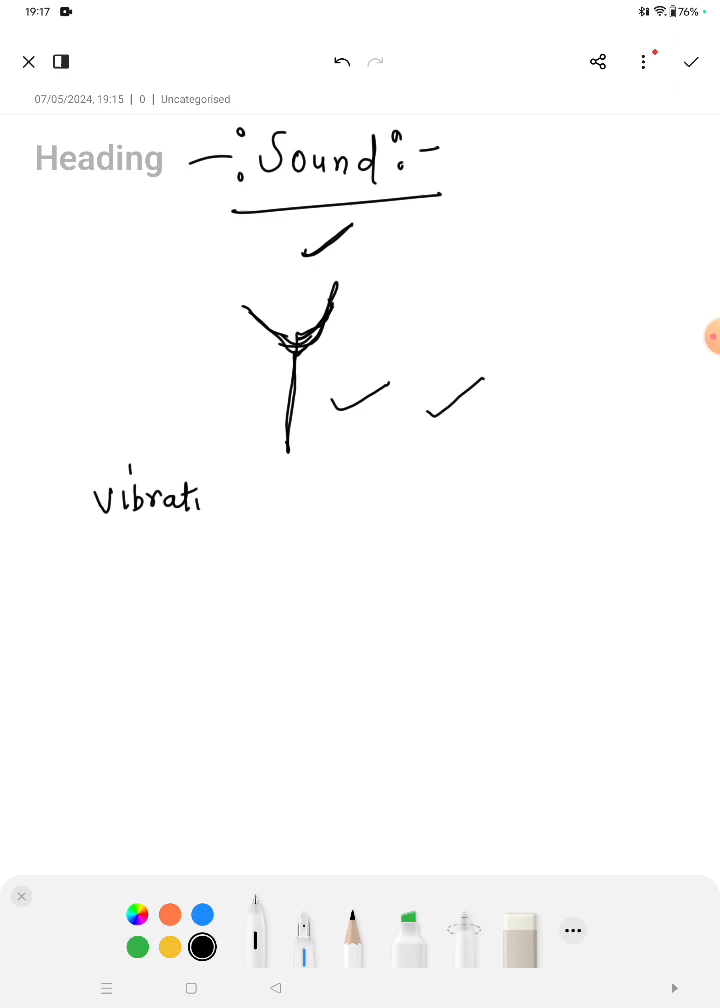 19:17 76%
07/05/2024, 19:15 | 0 | Uncategorised
Heading -: Sound :-
vibrati